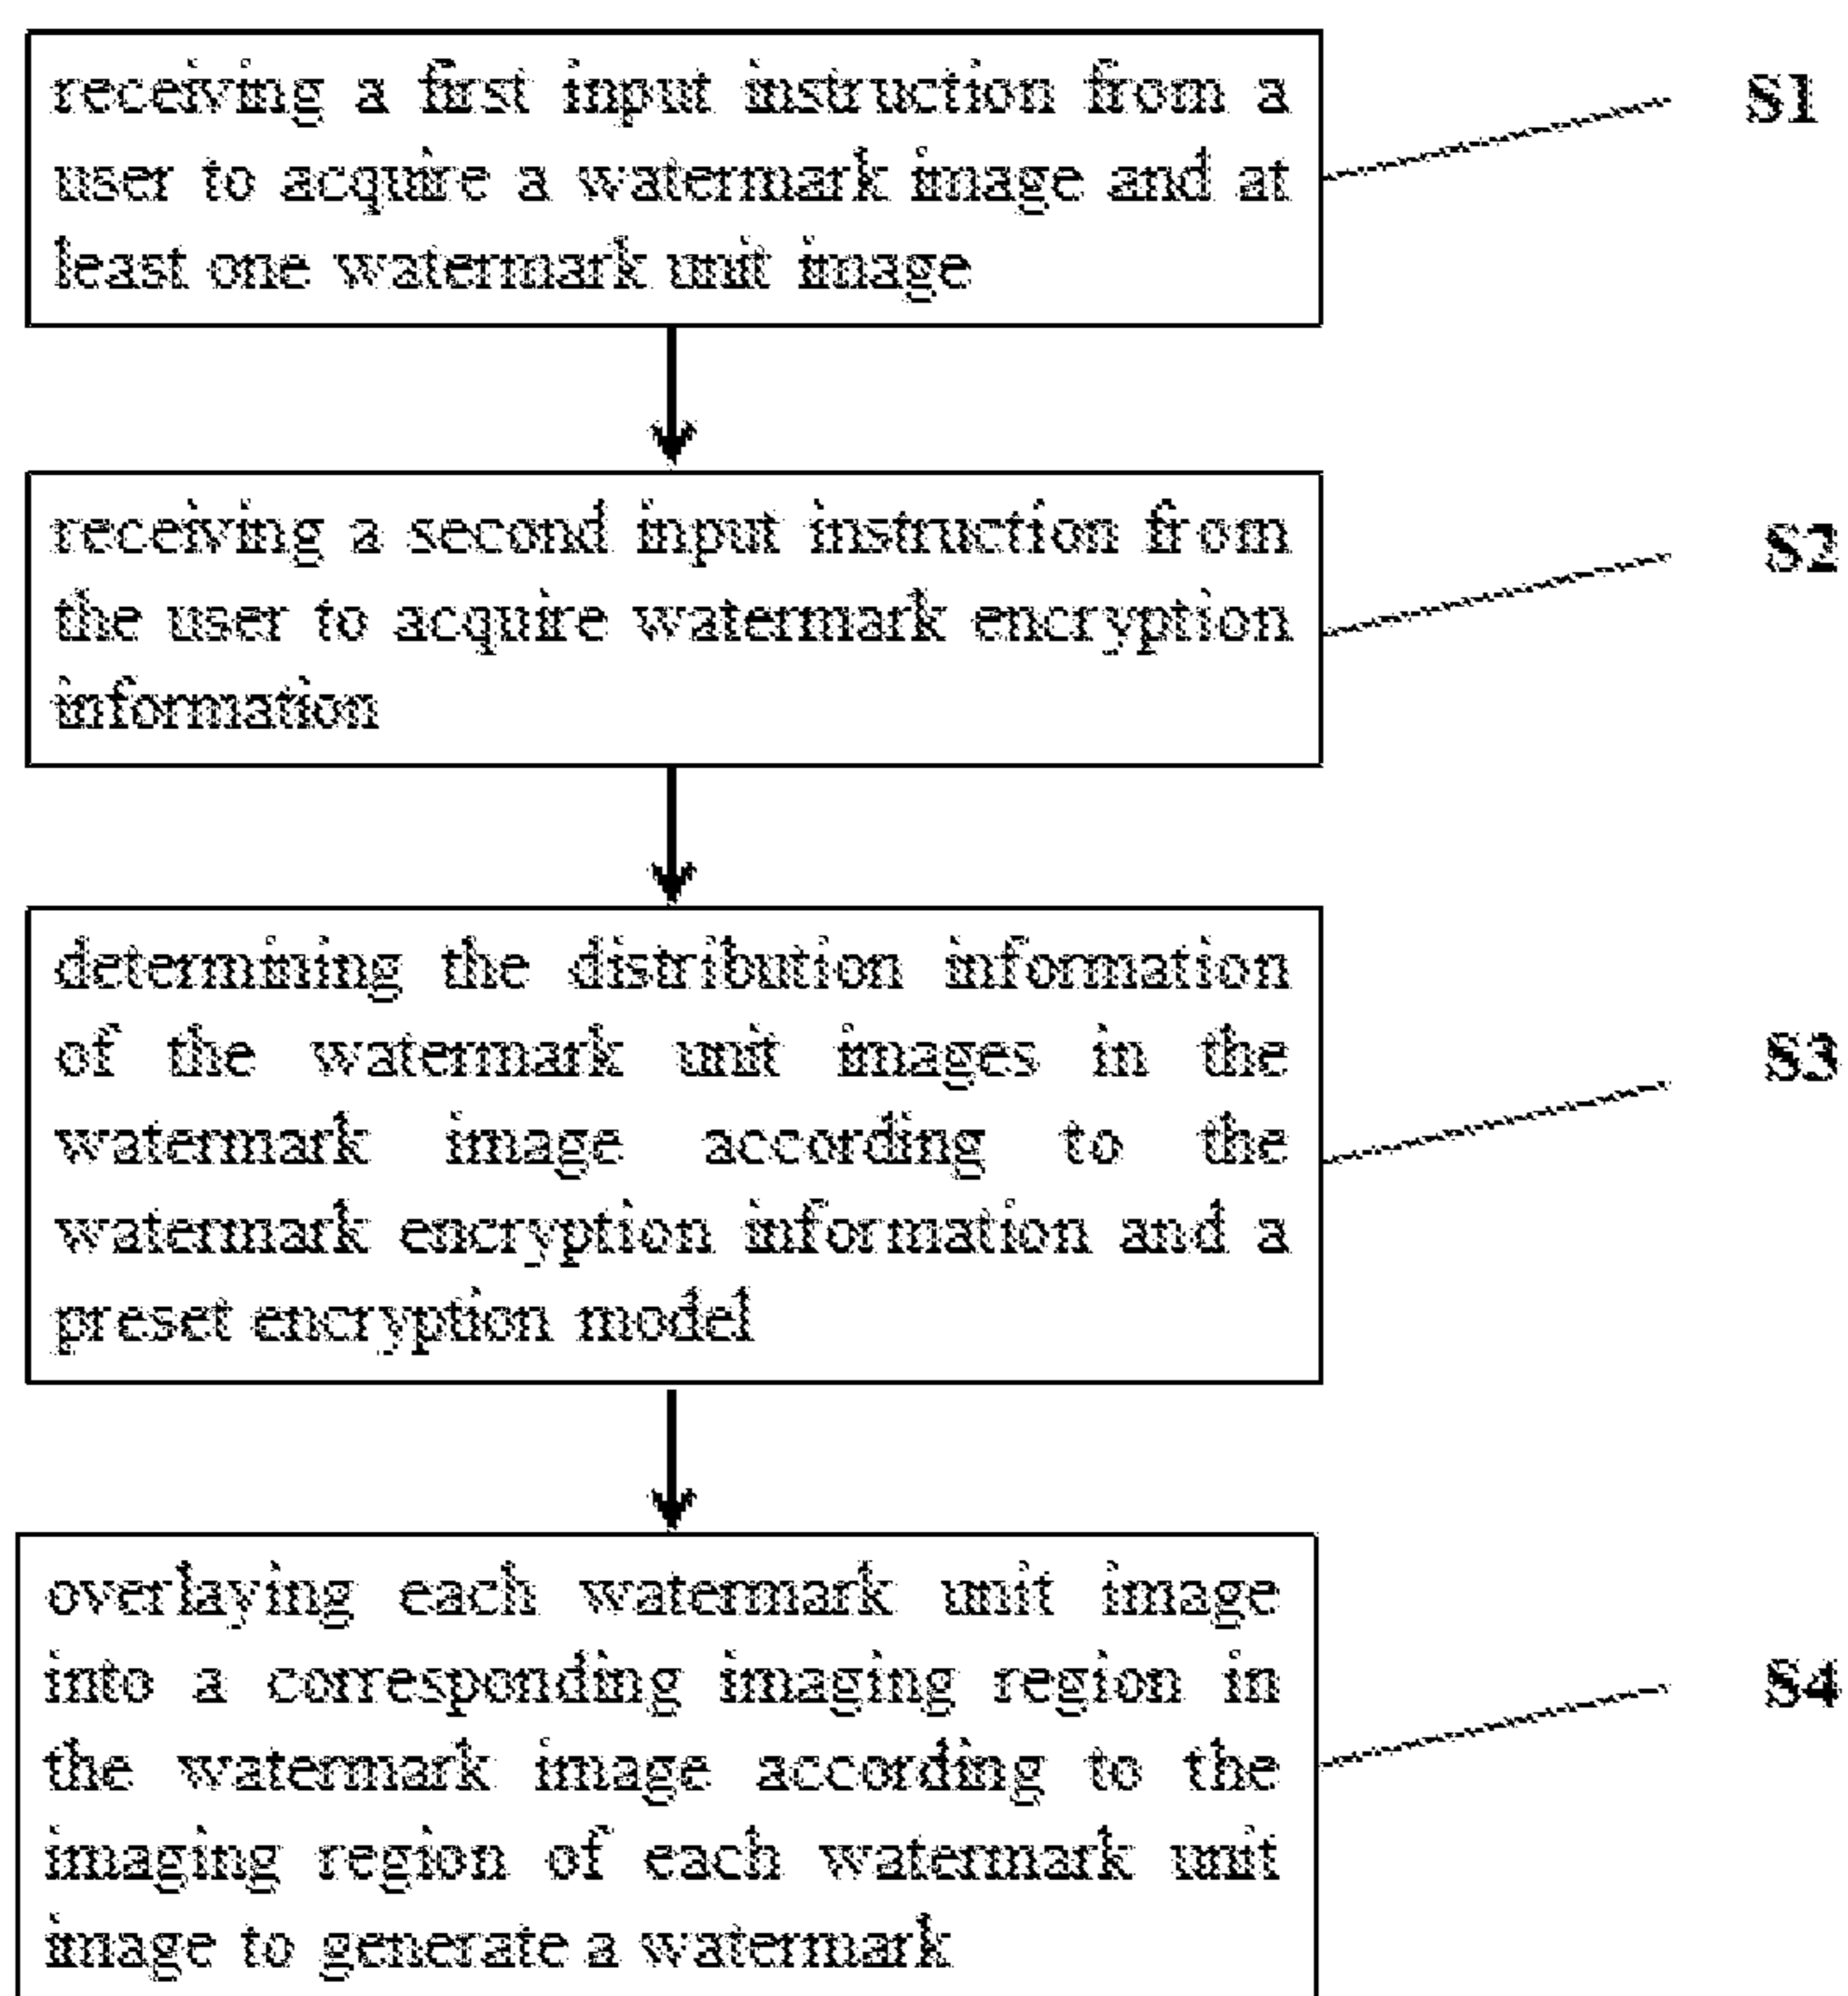 receiving a first input instruction from a
user to acquire a watermark image and at
least one watermark unit image
S1
receiving a second input instruction from
the user to acquire watermark encryption
information
S2
determining the distribution information
of the watermark unit images in the
watermark image according to the
watermark encryption information and a
preset encryption model
S3
overlaying each watermark unit image
into a corresponding imaging region in
the watermark image according to the
imaging region of each watermark unit
image to generate a watermark
S4